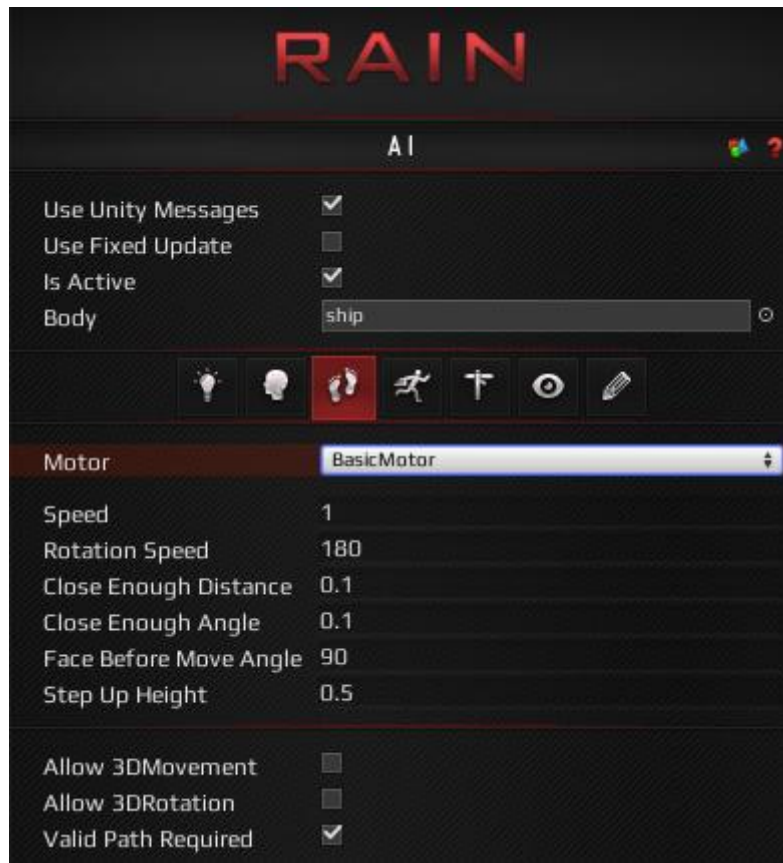 RAIN
AI ?
Use Unity Messages
Use Fixed Update
Is Active
Body ship
Motor BasicMotor
Speed 1
Rotation Speed 180
Close Enough Distance 0.1
Close Enough Angle 0.1
Face Before Move Angle 90
Step Up Height 0.5
Allow 3DMovement
Allow 3DRotation
Valid Path Required